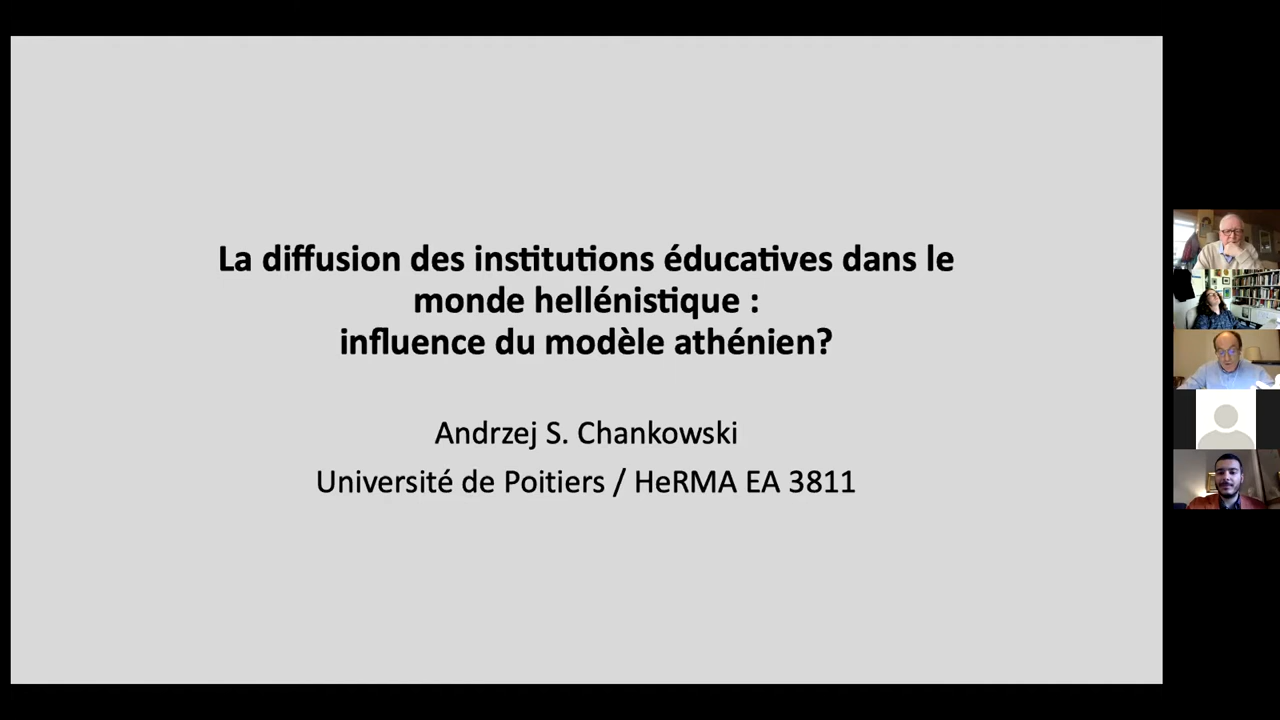 La diffusion des institutions éducatives dans le
monde hellénistique :
influence du modèle athénien?
Andrzej S. Chankowski
Université de Poitiers / HeRMA EA 3811